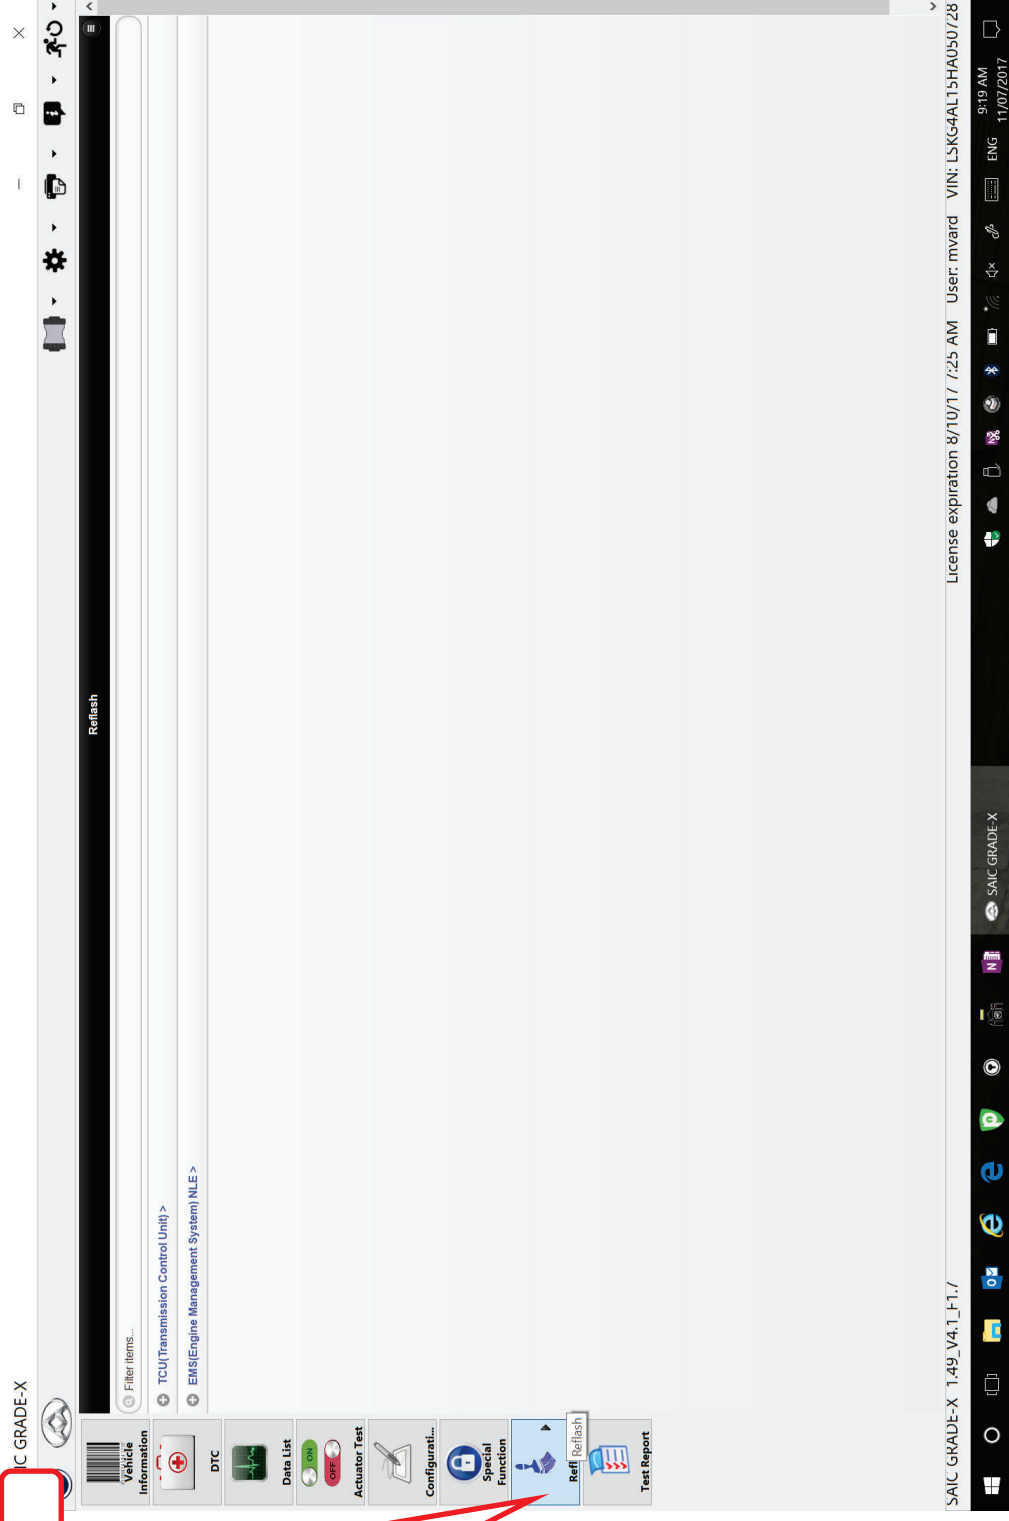 IC GRADE-X
Reflash
Vehicle
Information
DTC
Data List
ON
OFF
Actuator Test
Configurati...
Special
Function
Refl
Reflash
Test Report
Filter items...
TCU(Transmission Control Unit) >
EMS(Engine Management System) NLE >
SAIC GRADE-X 1.49_V4.1_F1.7
License expiration 8/10/17 7:25 AM
User: mvard
VIN: LSKG4AL15HA050728
SAIC GRADE-X
ENG
9:19 AM
11/07/2017